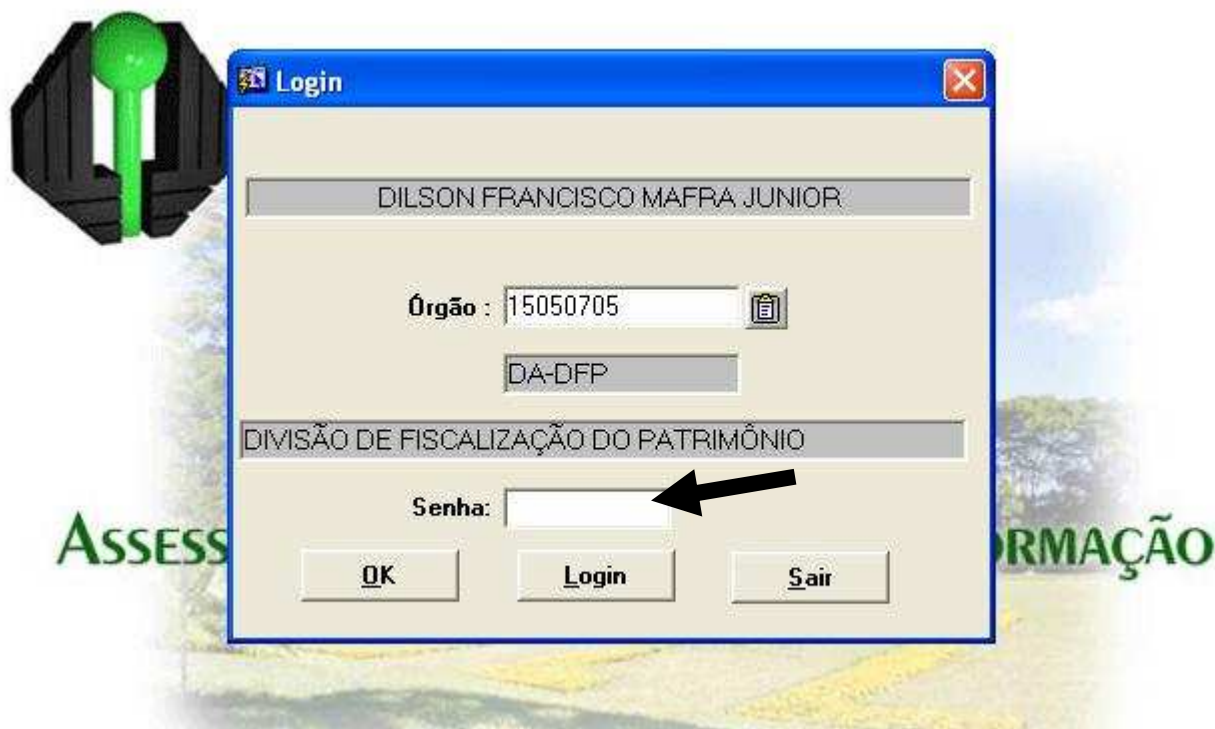 Login
DILSON FRANCISCO MAFRA JUNIOR
Órgão : 15050705
DA-DFP
DIVISÃO DE FISCALIZAÇÃO DO PATRIMÔNIO
Senha:
ASSESS RMAÇÃO
OK Login Sair